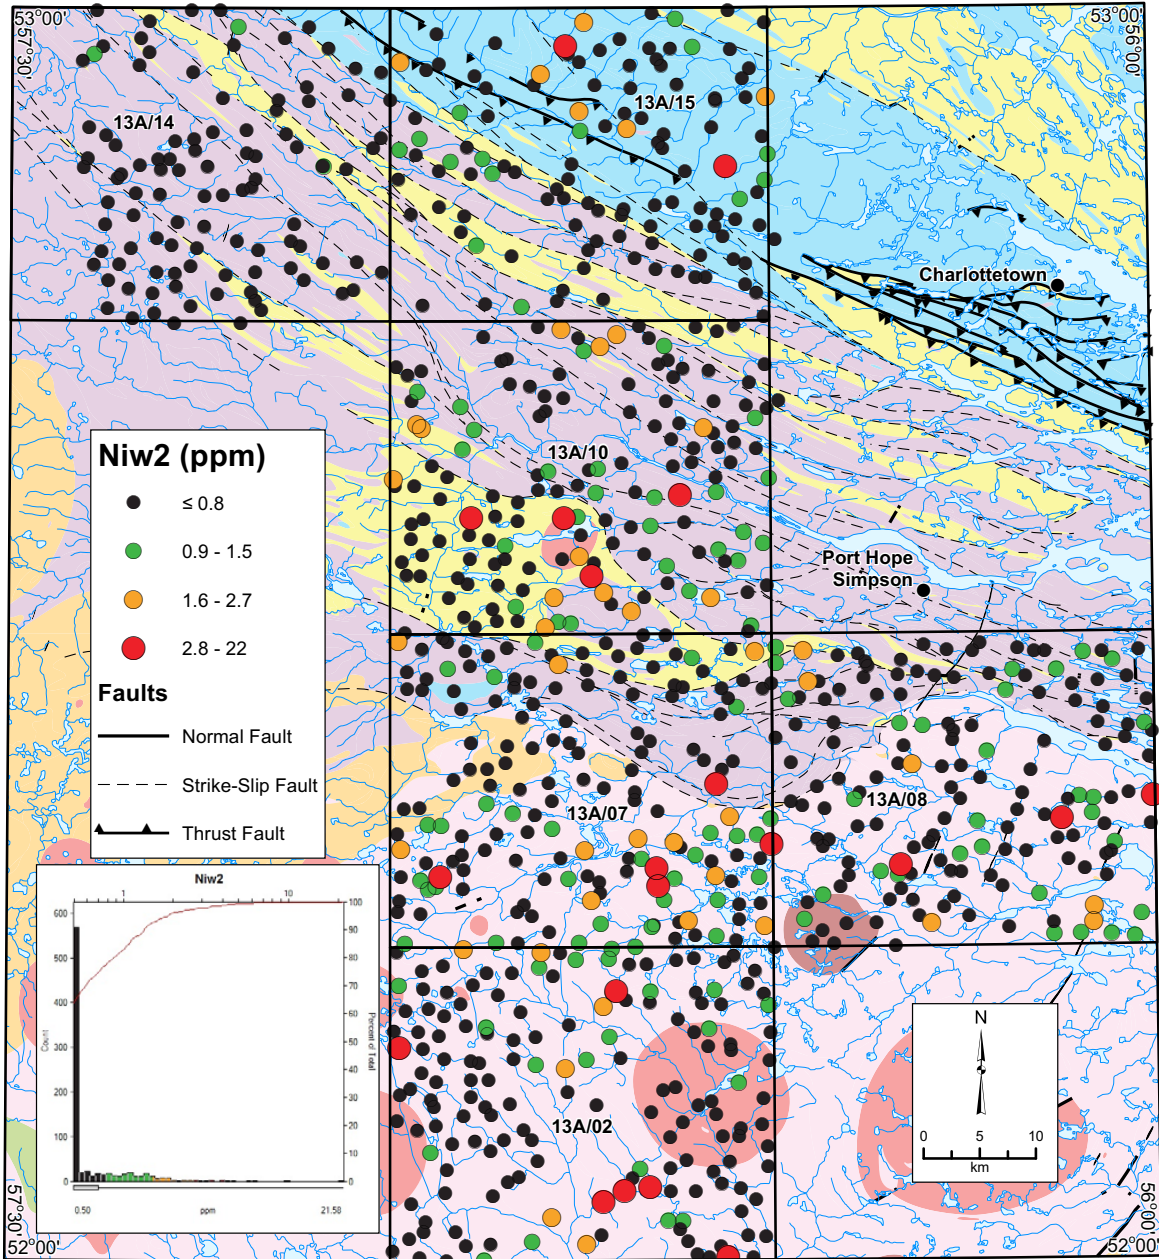 53°00'
57°30'
53°00'
56°00'
13A/15
13A/14
Charlottetown
13A/10
Port Hope
Simpson
Niw2 (ppm)
≤ 0.8
0.9 - 1.5
1.6 - 2.7
2.8 - 22
Faults
Normal Fault
Strike-Slip Fault
Thrust Fault
13A/07
13A/08
Niw2
1 10
600
500
400
300
200
100
0
Count
100
90
80
70
60
50
40
30
20
10
0
Percent of Total
0.50 ppm 21.58
N
0 5 10
km
13A/02
57°30'
52°00'
56°00'
52°00'